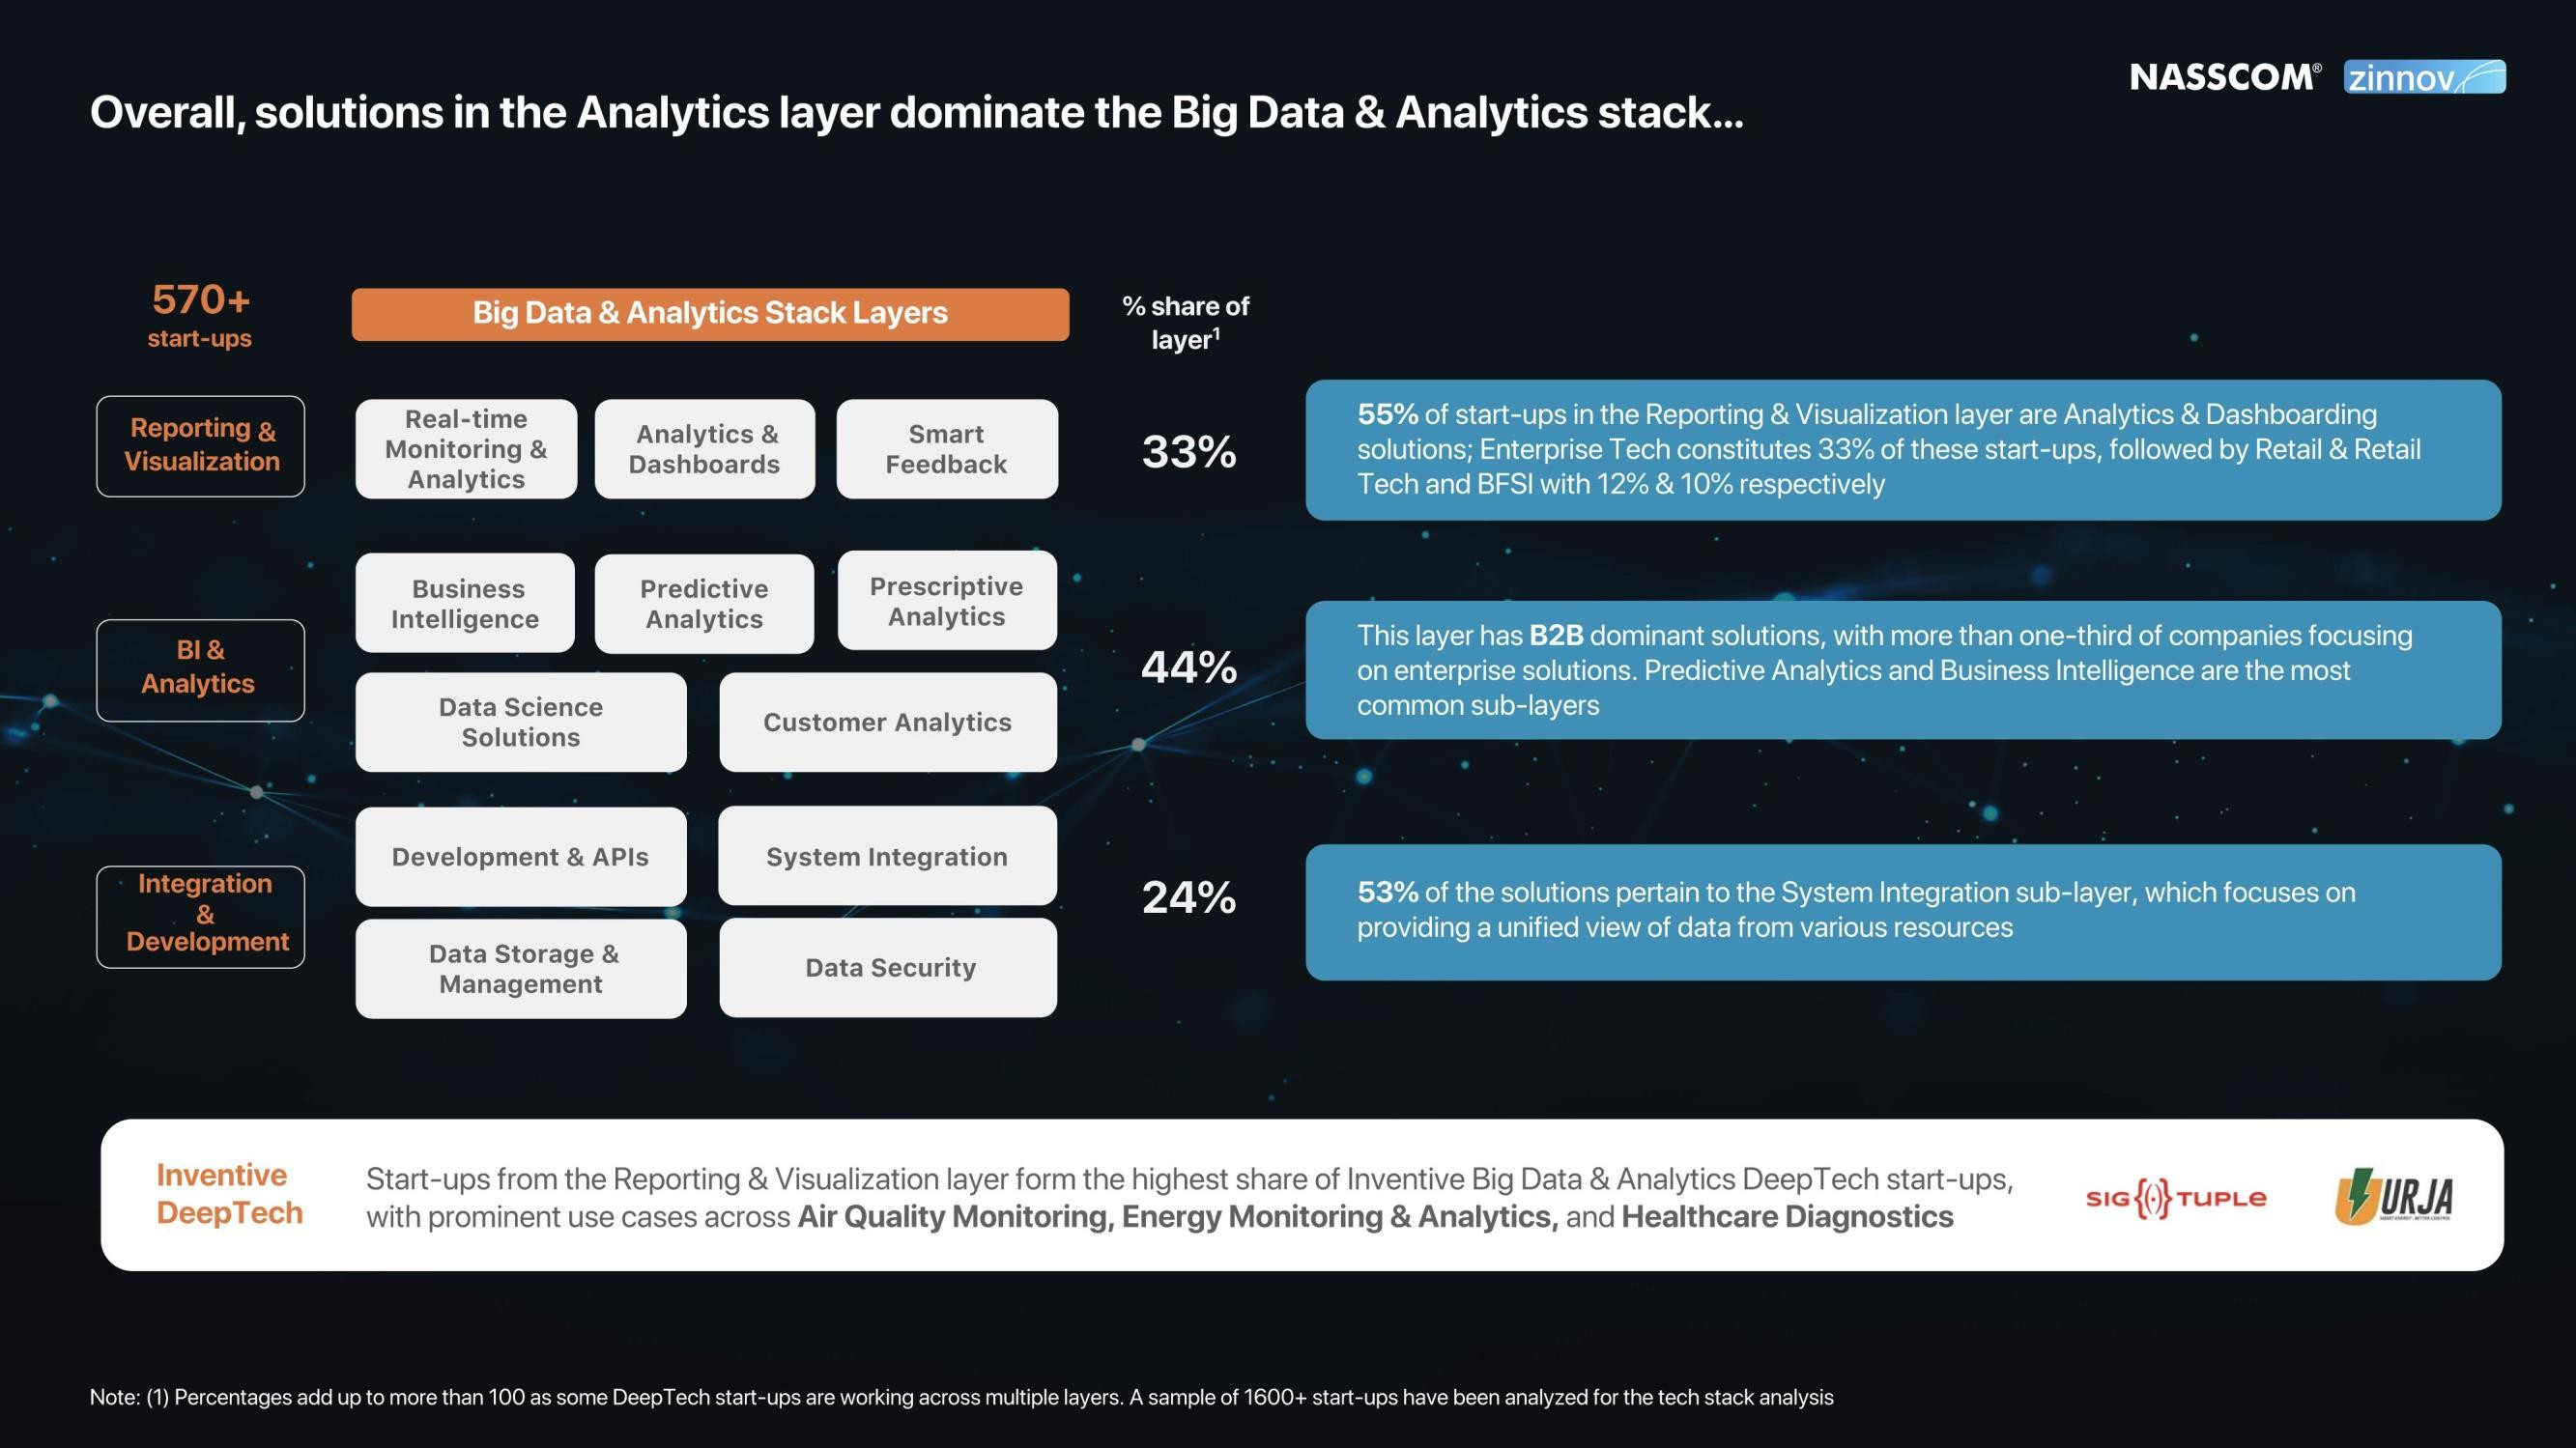 NASSCOM® zinnov
Overall, solutions in the Analytics layer dominate the Big Data & Analytics stack...
570+
start-ups
Big Data & Analytics Stack Layers
% share of
layer¹
Reporting &
Visualization
Real-time
Monitoring &
Analytics
Analytics &
Dashboards
Smart
Feedback
33%
55% of start-ups in the Reporting & Visualization layer are Analytics & Dashboarding
solutions; Enterprise Tech constitutes 33% of these start-ups, followed by Retail & Retail
Tech and BFSI with 12% & 10% respectively
BI &
Analytics
Business
Intelligence
Predictive
Analytics
Prescriptive
Analytics
Data Science
Solutions
Customer Analytics
44%
This layer has B2B dominant solutions, with more than one-third of companies focusing
on enterprise solutions. Predictive Analytics and Business Intelligence are the most
common sub-layers
Integration
&
Development
Development & APIs
System Integration
Data Storage &
Management
Data Security
24%
53% of the solutions pertain to the System Integration sub-layer, which focuses on
providing a unified view of data from various resources
Inventive
DeepTech
Start-ups from the Reporting & Visualization layer form the highest share of Inventive Big Data & Analytics DeepTech start-ups,
with prominent use cases across Air Quality Monitoring, Energy Monitoring & Analytics, and Healthcare Diagnostics
SIG TUPLE
URJA
Note: (1) Percentages add up to more than 100 as some DeepTech start-ups are working across multiple layers. A sample of 1600+ start-ups have been analyzed for the tech stack analysis